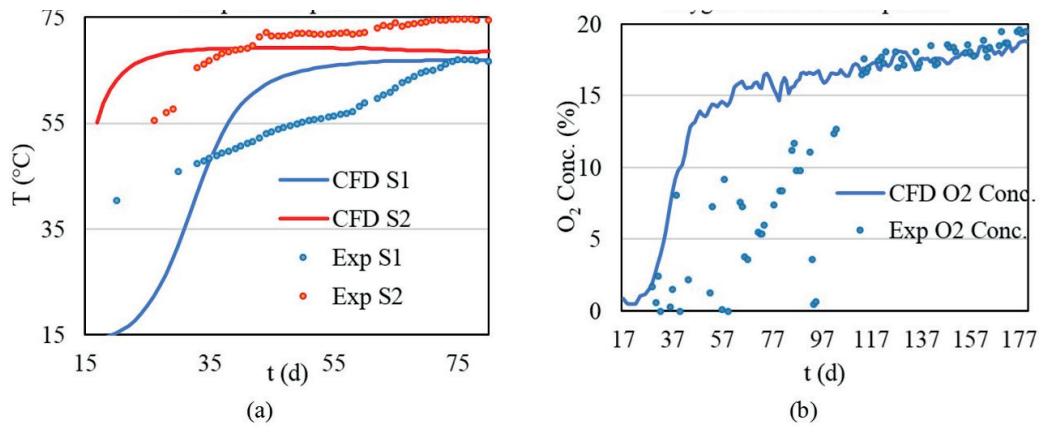 75
55
35
15
T (°C)
CFD S1
CFD S2
Exp S1
Exp S2
15 35 55 75
t (d)
(a)
20
15
10
5
0
O₂ Conc. (%)
CFD O2 Conc.
Exp O2 Conc.
17 37 57 77 97 117 137 157 177
t (d)
(b)